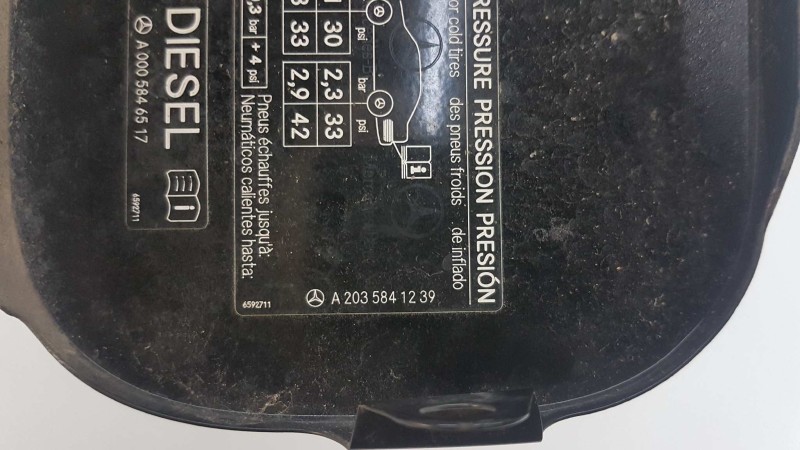 RESSURE PRESSION PRESIÓN
or cold tires des pneus froids de inflado
30 psi 2,3 bar 33 psi
33 2,9 42
,3 bar + 4 psi
Pneus échauffes jusqu'à:
Neumáticos calientes hasta:
A 203 584 12 39
6592711
DIESEL
A 000 584 65 17
6592711